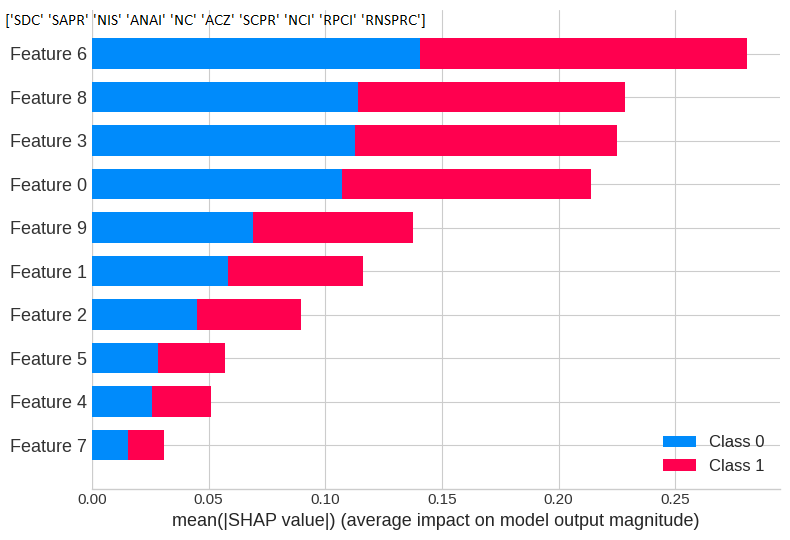 ['SDC' 'SAPR' 'NIS' 'ANAI' 'NC' 'ACZ' 'SCPR' 'NCI' 'RPCI' 'RNSPRC']
Feature 6
Feature 8
Feature 3
Feature 0
Feature 9
Feature 1
Feature 2
Feature 5
Feature 4
Feature 7
Class 0
Class 1
0.00 0.05 0.10 0.15 0.20 0.25
mean(|SHAP value|) (average impact on model output magnitude)